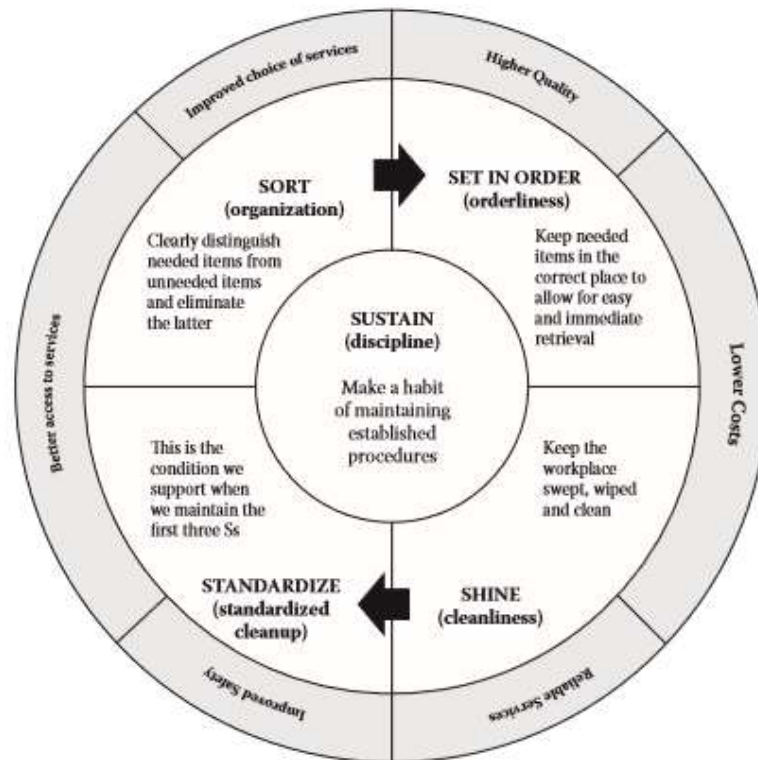 Improved choice of services
Higher Quality
SORT
(organization)
Clearly distinguish
needed items from
unneeded items
and eliminate
the latter
SET IN ORDER
(orderliness)
Keep needed
items in the
correct place to
allow for easy
and immediate
retrieval
SUSTAIN
(discipline)
Make a habit
of maintaining
established
procedures
Better access to services
Lower Costs
This is the
condition we
support when
we maintain the
first three Ss
STANDARDIZE
(standardized
cleanup)
Keep the
workplace
swept, wiped
and clean
SHINE
(cleanliness)
Improved Safety
Reliable Services